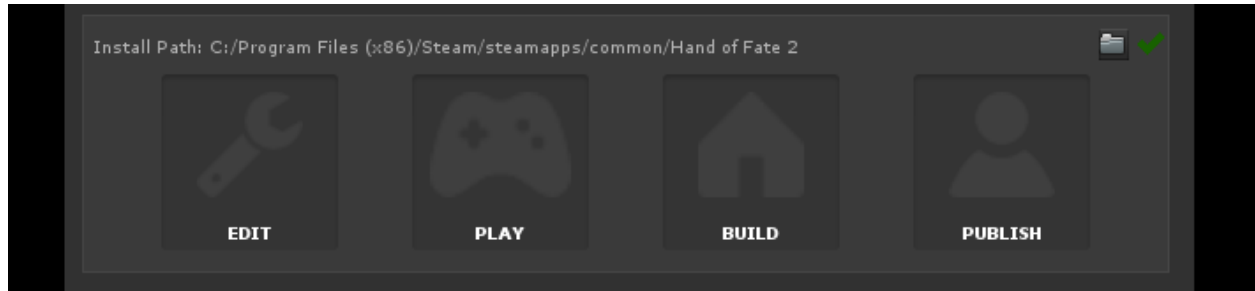 Install Path: C:/Program Files (x86)/Steam/steamapps/common/Hand of Fate 2
EDIT
PLAY
BUILD
PUBLISH